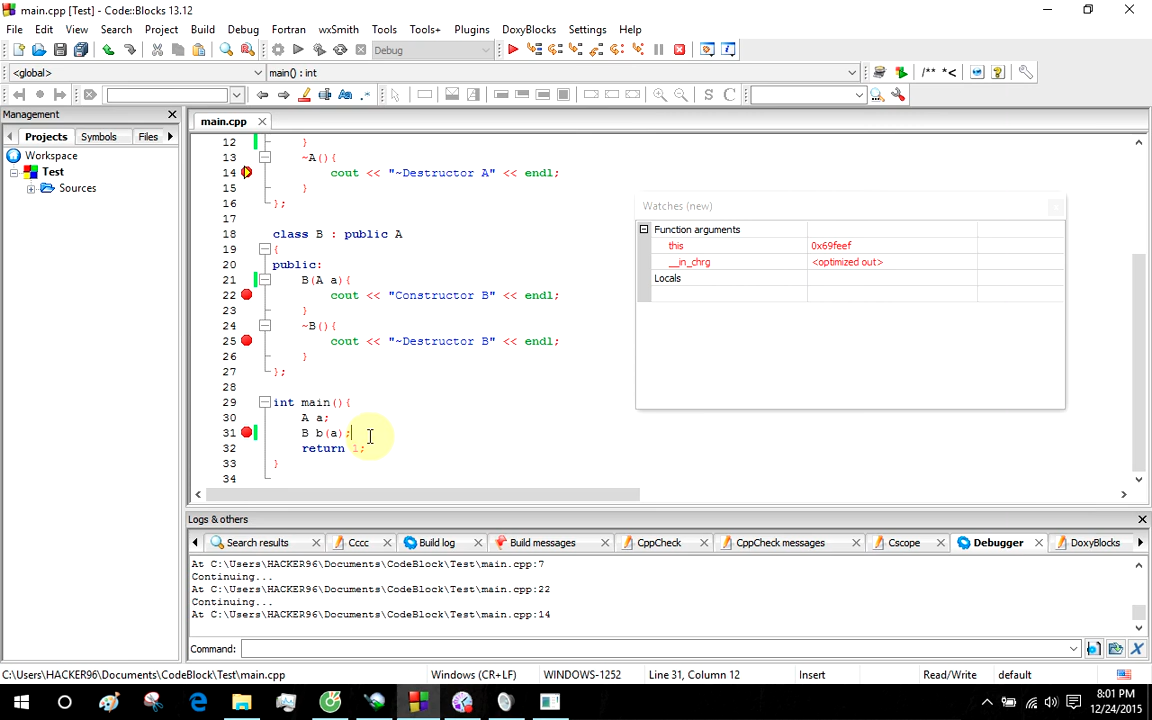 main.cpp [Test] - Code::Blocks 13.12
File Edit View Search Project Build Debug Fortran wxSmith Tools Tools+ Plugins DoxyBlocks Settings Help
Debug
<global> main() : int /** *<
S C
Management
main.cpp
Projects Symbols Files
Workspace
Test
Sources
12 }
13 ~A(){
14 cout << "~Destructor A" << endl;
15 }
16 };
17
18 class B : public A
19 {
20 public:
21 B(A a){
22 cout << "Constructor B" << endl;
23 }
24 ~B(){
25 cout << "~Destructor B" << endl;
26 }
27 };
28
29 int main(){
30 A a;
31 B b(a);
32 return 1;
33 }
34
Watches (new)
Function arguments
this 0x69feef
__in_chrg <optimized out>
Locals
Logs & others
Search results Cccc Build log Build messages CppCheck CppCheck messages Cscope Debugger DoxyBlocks
At C:\Users\HACKER96\Documents\CodeBlock\Test\main.cpp:7
Continuing...
At C:\Users\HACKER96\Documents\CodeBlock\Test\main.cpp:22
Continuing...
At C:\Users\HACKER96\Documents\CodeBlock\Test\main.cpp:14
Command:
C:\Users\HACKER96\Documents\CodeBlock\Test\main.cpp Windows (CR+LF) WINDOWS-1252 Line 31, Column 12 Insert Read/Write default
8:01 PM
12/24/2015